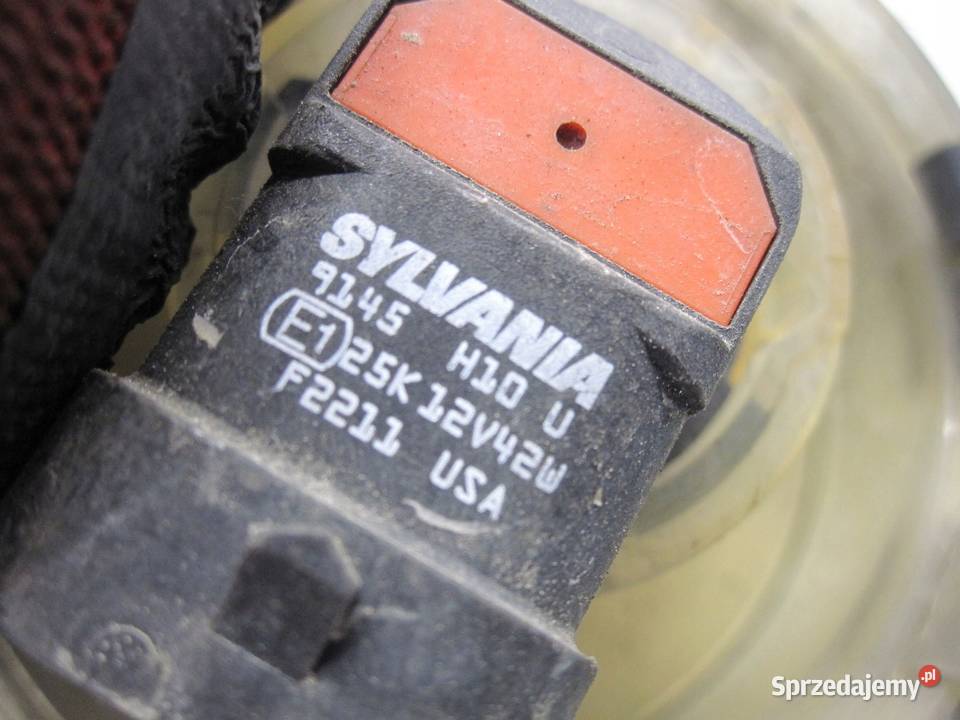 SYLVANIA
9145 H10 U
E1 25K 12V42W
F2211 USA
Sprzedajemy.pl